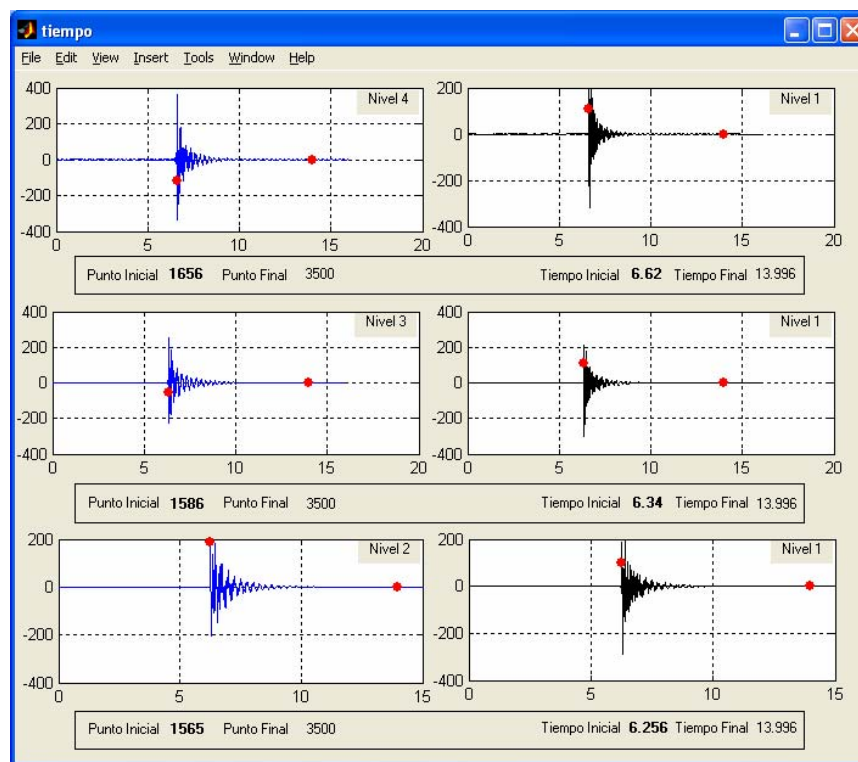 tiempo
File Edit View Insert Tools Window Help
400
200
0
-200
-400
0 5 10 15 20
Nivel 4
200
0
-200
-400
0 5 10 15 20
Nivel 1
Punto Inicial 1656 Punto Final 3500 Tiempo Inicial 6.62 Tiempo Final 13.996
400
200
0
-200
-400
0 5 10 15 20
Nivel 3
400
200
0
-200
-400
0 5 10 15 20
Nivel 1
Punto Inicial 1586 Punto Final 3500 Tiempo Inicial 6.34 Tiempo Final 13.996
200
0
-200
-400
0 5 10 15
Nivel 2
200
0
-200
-400
0 5 10 15
Nivel 1
Punto Inicial 1565 Punto Final 3500 Tiempo Inicial 6.256 Tiempo Final 13.996